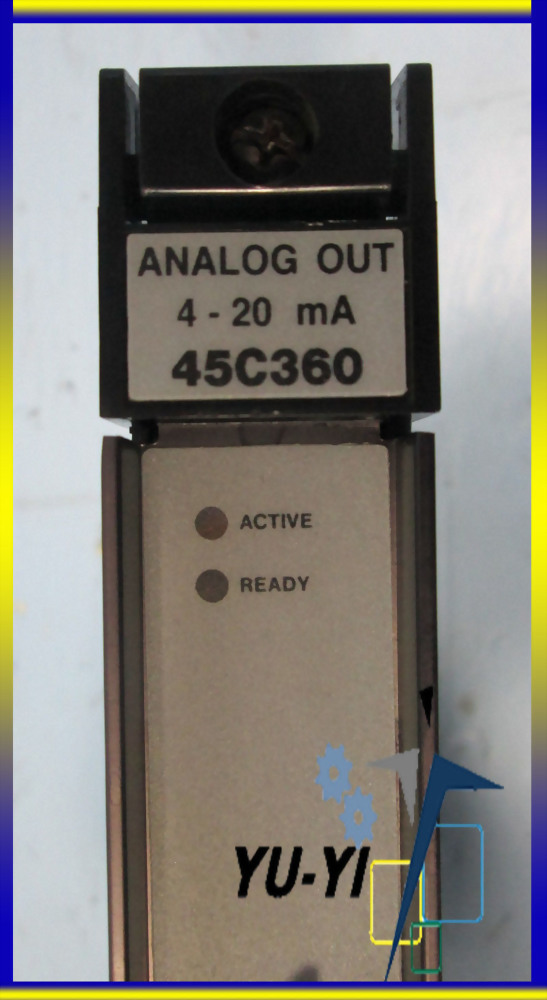 ANALOG OUT
4 - 20 mA
45C360
ACTIVE
READY
YU-YI